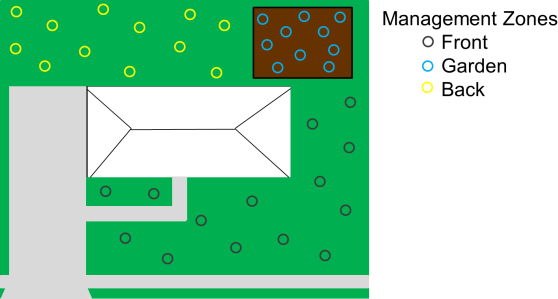 Management Zones
Front
Garden
Back